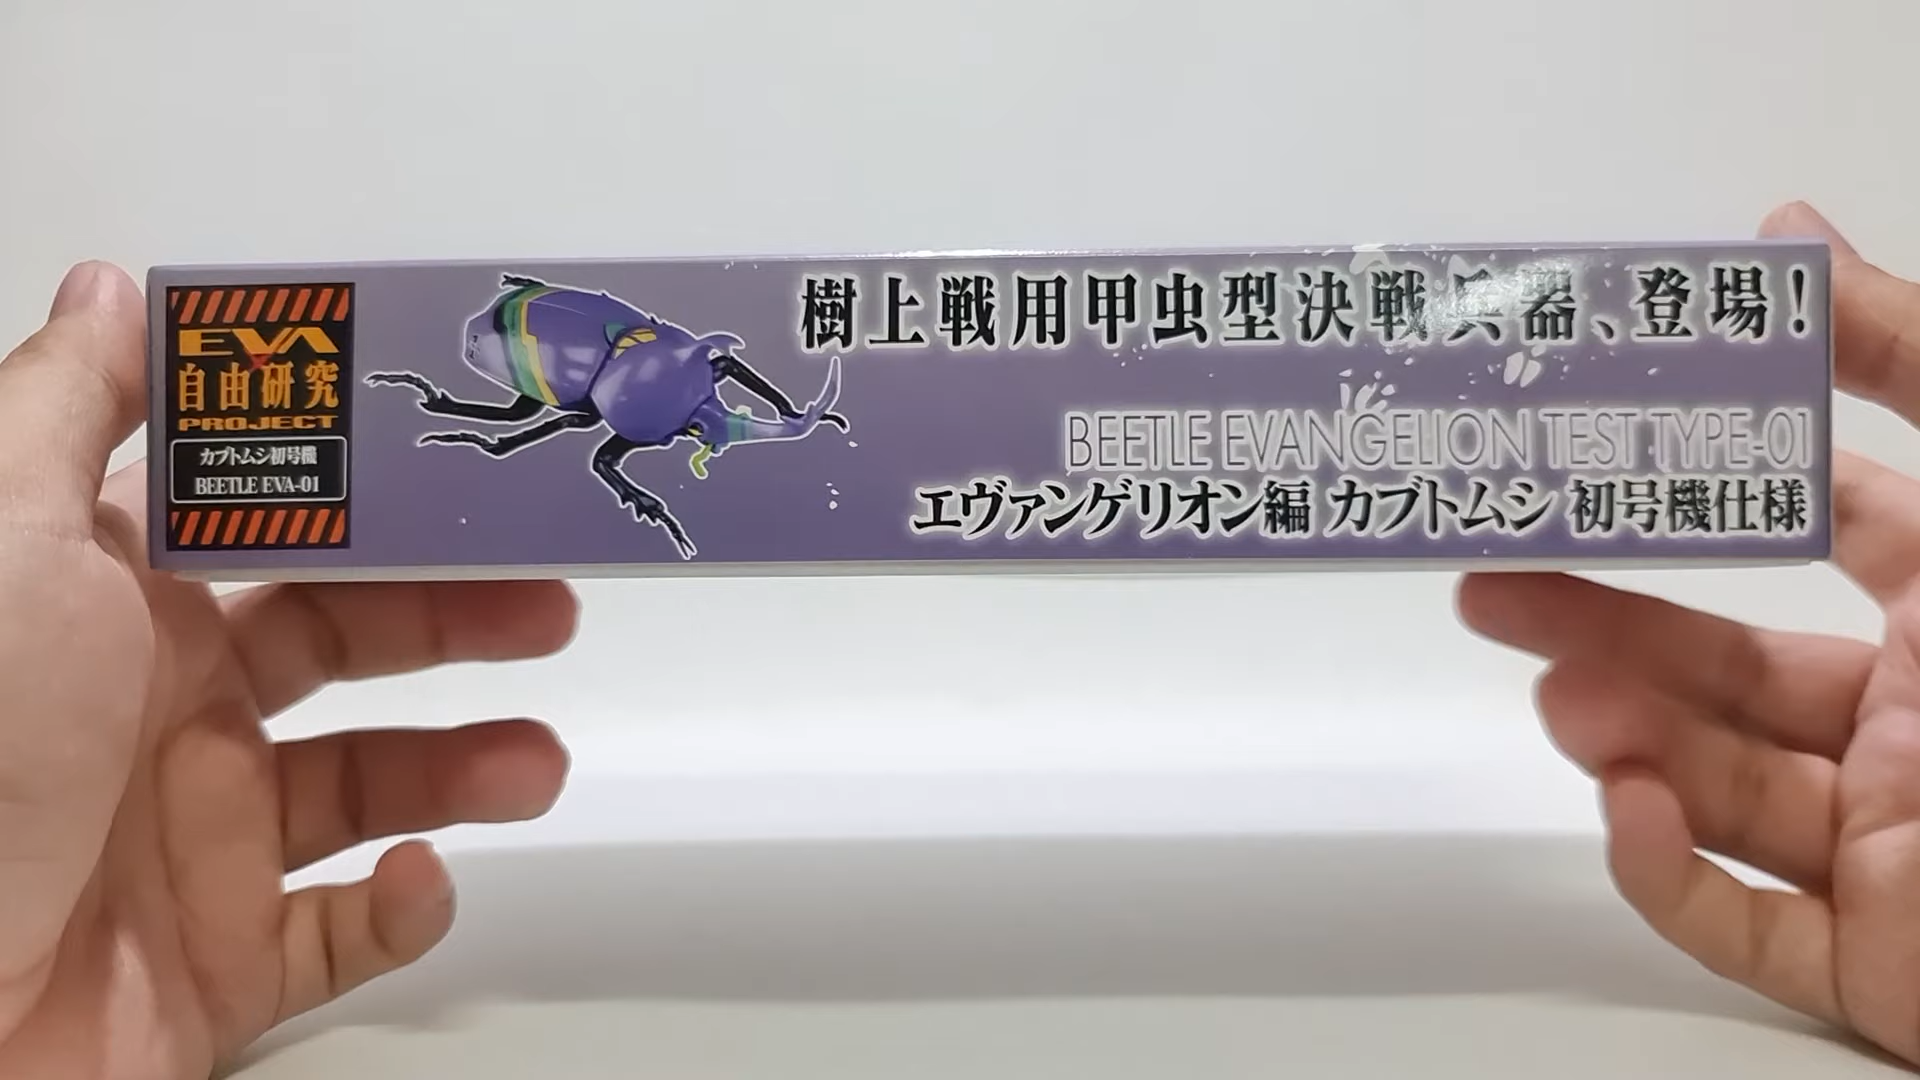 EVA
×
自由研究
PROJECT
カブトムシ初号機
BEETLE EVA-01
樹上戦用甲虫型決戦兵器、登場!
BEETLE EVANGELION TEST TYPE-01
エヴァンゲリオン編 カブトムシ 初号機仕様